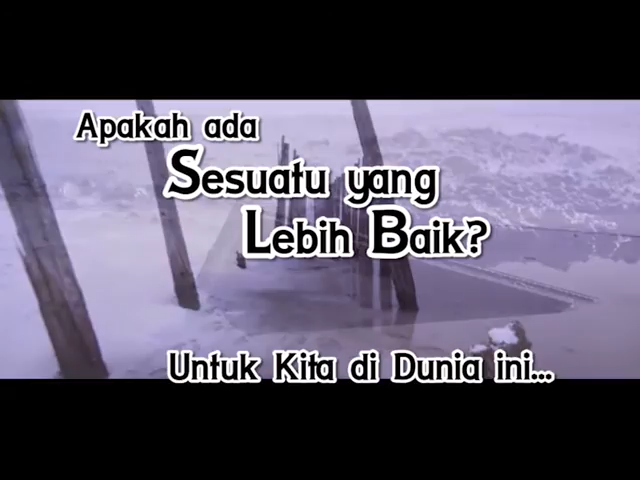 Apakah ada
Sesuatu yang
Lebih Baik?
Untuk Kita di Dunia ini...